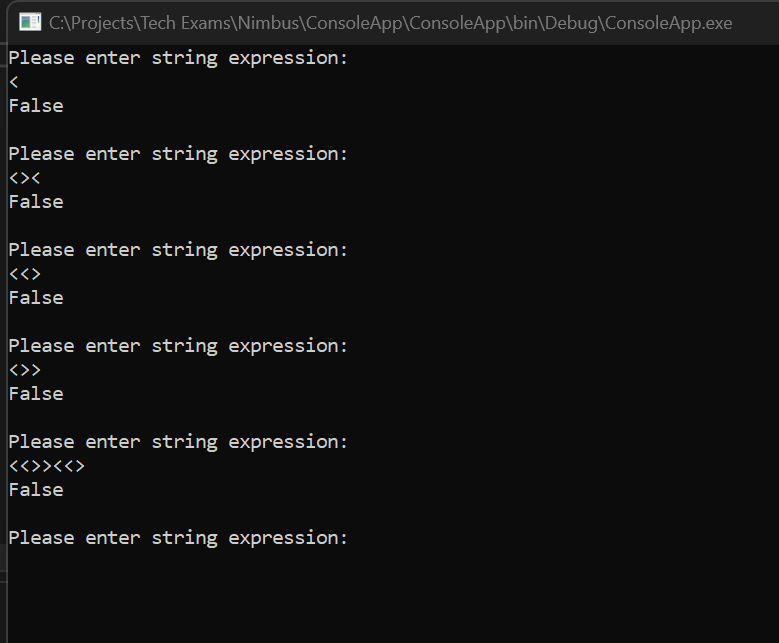 C:\Projects\Tech Exams\Nimbus\ConsoleApp\ConsoleApp\bin\Debug\ConsoleApp.exe
Please enter string expression:
<
False
Please enter string expression:
<><
False
Please enter string expression:
<<>
False
Please enter string expression:
<>>
False
Please enter string expression:
<<>><<>
False
Please enter string expression: